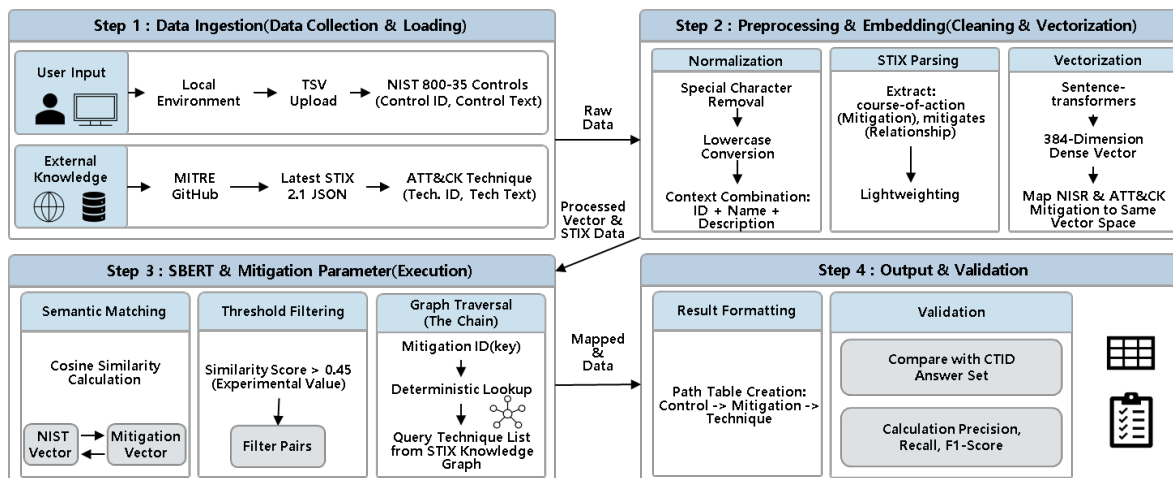 Step 1 : Data Ingestion(Data Collection & Loading)
User Input
Local
Environment
TSV
Upload
NIST 800-35 Controls
(Control ID, Control Text)
External
Knowledge
MITRE
GitHub
Latest STIX
2.1 JSON
ATT&CK Technique
(Tech. ID, Tech Text)
Raw
Data
Step 2 : Preprocessing & Embedding(Cleaning & Vectorization)
Normalization
Special Character
Removal
Lowercase
Conversion
Context Combination:
ID + Name +
Description
STIX Parsing
Extract:
course-of-action
(Mitigation), mitigates
(Relationship)
Lightweighting
Vectorization
Sentence-
transformers
384-Dimension
Dense Vector
Map NISR & ATT&CK
Mitigation to Same
Vector Space
Processed
Vector &
STIX Data
Step 3 : SBERT & Mitigation Parameter(Execution)
Semantic Matching
Cosine Similarity
Calculation
NIST
Vector
Mitigation
Vector
Threshold Filtering
Similarity Score > 0.45
(Experimental Value)
Filter Pairs
Graph Traversal
(The Chain)
Mitigation ID(key)
Deterministic Lookup
Query Technique List
from STIX Knowledge
Graph
Mapped
&
Data
Step 4 : Output & Validation
Result Formatting
Path Table Creation:
Control -> Mitigation ->
Technique
Validation
Compare with CTID
Answer Set
Calculation Precision,
Recall, F1-Score